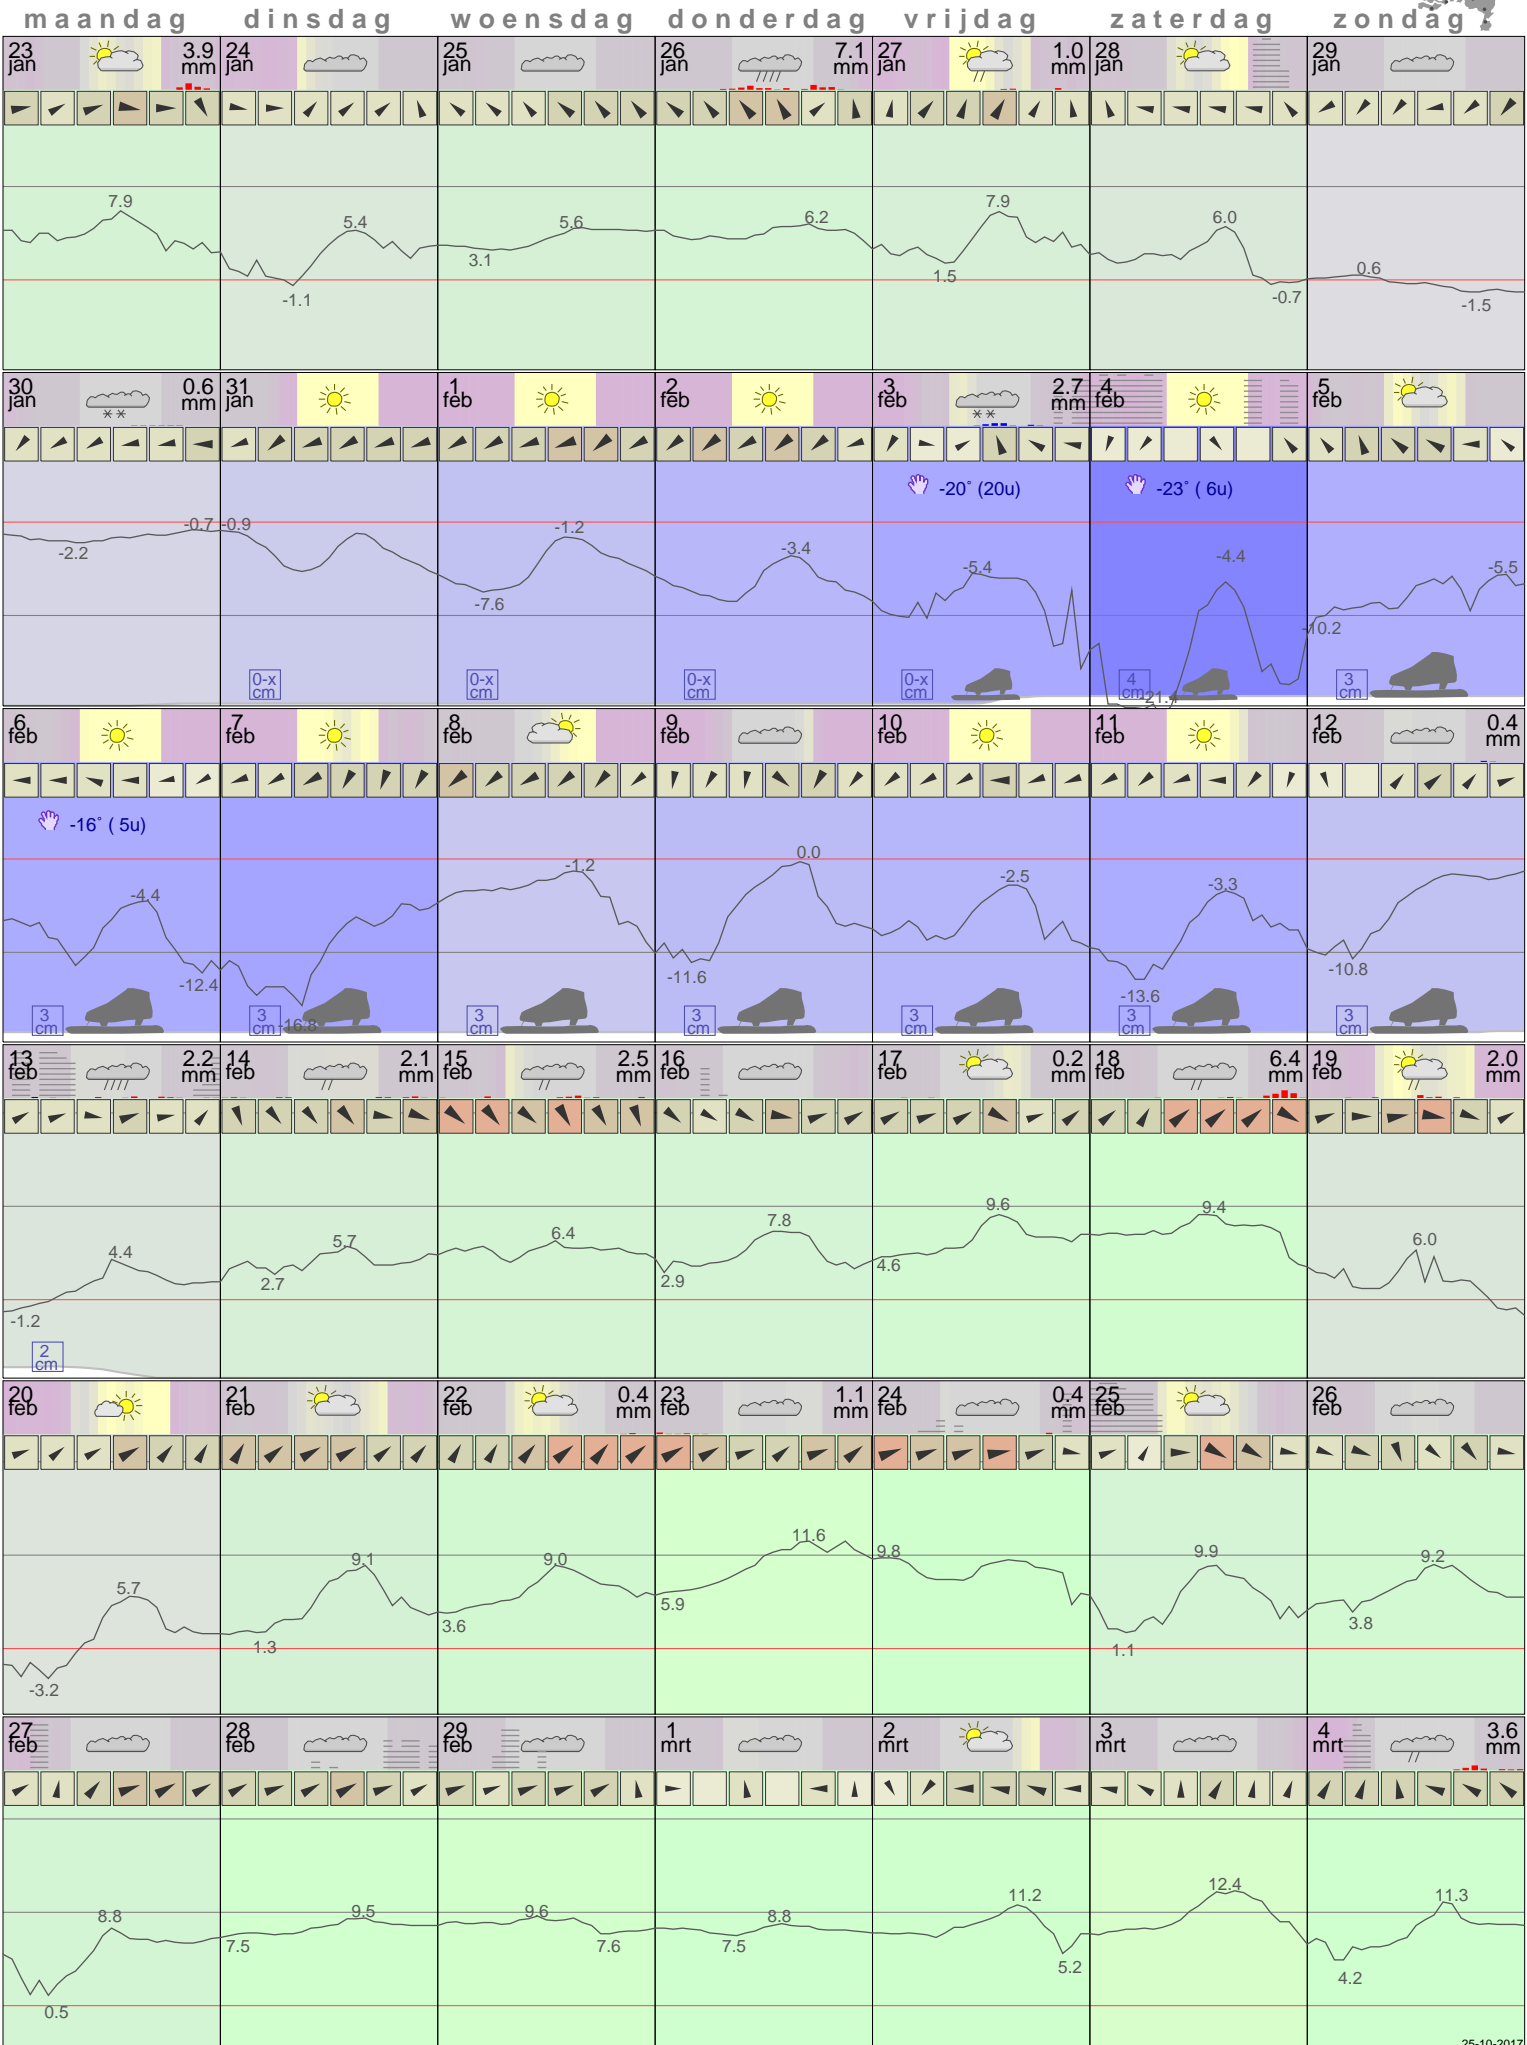 maandag dinsdag woensdag donderdag vrijdag zaterdag zondag
23 jan 3.9 mm 24 jan 25 jan 26 jan 7.1 mm 27 jan 1.0 mm 28 jan 29 jan
7.9 -1.1 5.4 3.1 5.6 6.2 1.5 7.9 6.0 -0.7 0.6 -1.5
30 jan 0.6 mm 31 jan 1 feb 2 feb 3 feb 2.7 mm 4 feb 5 feb
-20° (20u) -23° ( 6u)
-2.2 -0.7 -0.9 -7.6 -1.2 -3.4 -5.4 -21.4 -4.4 -10.2 -5.5
0-x cm 0-x cm 0-x cm 0-x cm 4 cm 3 cm
6 feb 7 feb 8 feb 9 feb 10 feb 11 feb 12 feb 0.4 mm
-16° ( 5u)
-4.4 -12.4 -16.8 -1.2 -11.6 0.0 -2.5 -13.6 -3.3 -10.8
3 cm 3 cm 3 cm 3 cm 3 cm 3 cm 3 cm
13 feb 2.2 mm 14 feb 2.1 mm 15 feb 2.5 mm 16 feb 17 feb 0.2 mm 18 feb 6.4 mm 19 feb 2.0 mm
-1.2 4.4 2.7 5.7 6.4 2.9 7.8 4.6 9.6 9.4 6.0
2 cm
20 feb 21 feb 22 feb 0.4 mm 23 feb 1.1 mm 24 feb 0.4 mm 25 feb 26 feb
-3.2 5.7 1.3 9.1 3.6 9.0 5.9 11.6 9.8 1.1 9.9 3.8 9.2
27 feb 28 feb 29 feb 1 mrt 2 mrt 3 mrt 4 mrt 3.6 mm
0.5 8.8 7.5 9.5 9.6 7.6 7.5 8.8 11.2 5.2 12.4 4.2 11.3
25-10-2017